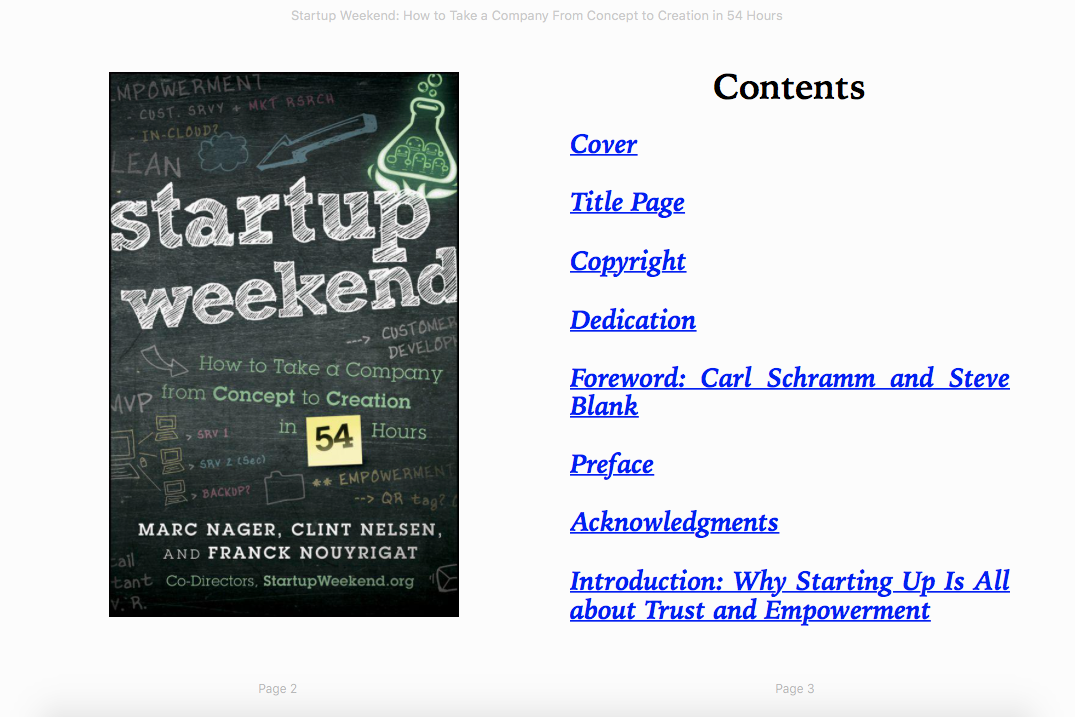 Startup Weekend: How to Take a Company From Concept to Creation in 54 Hours
EMPOWERMENT
- CUST. SRVY + MKT RSRCH
- IN-CLOUD?
LEAN
startup
weekend
---> CUSTOMER
DEVELOP
How to Take a Company
MVP
from Concept to Creation
in 54 Hours
> SRV 1
> SRV 2 (Sec)
> BACKUP?
** EMPOWERMENT
--> QR tag?
MARC NAGER, CLINT NELSEN,
AND FRANCK NOUYRIGAT
Co-Directors, StartupWeekend.org
call
tant
V. R.
Page 2
Contents
Cover
Title Page
Copyright
Dedication
Foreword: Carl Schramm and Steve
Blank
Preface
Acknowledgments
Introduction: Why Starting Up Is All
about Trust and Empowerment
Page 3